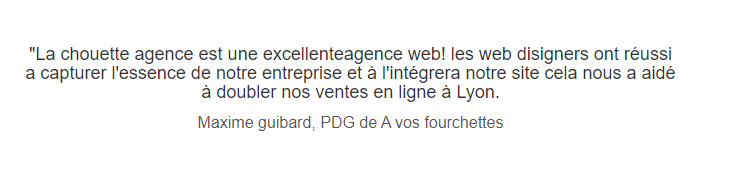 "La chouette agence est une excellenteagence web! les web disigners ont réussi
a capturer l'essence de notre entreprise et à l'intégrera notre site cela nous a aidé
à doubler nos ventes en ligne à Lyon.
Maxime guibard, PDG de A vos fourchettes